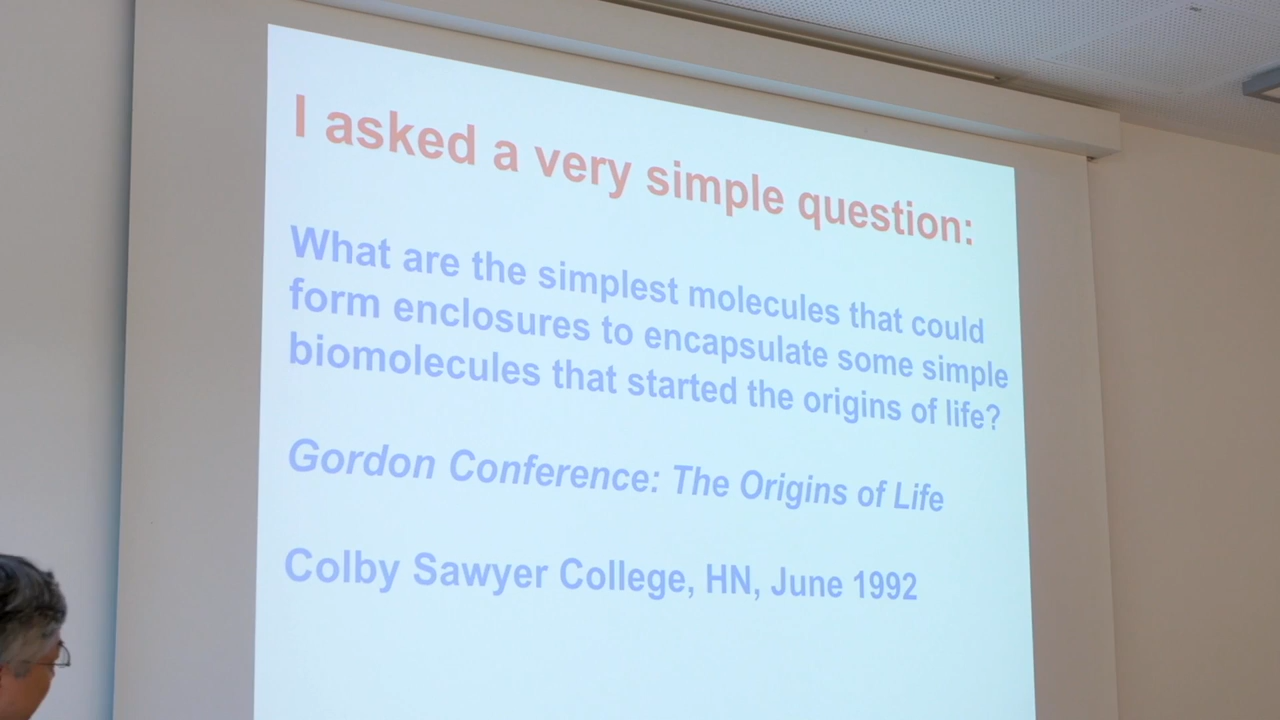 I asked a very simple question:
What are the simplest molecules that could
form enclosures to encapsulate some simple
biomolecules that started the origins of life?
Gordon Conference: The Origins of Life
Colby Sawyer College, HN, June 1992